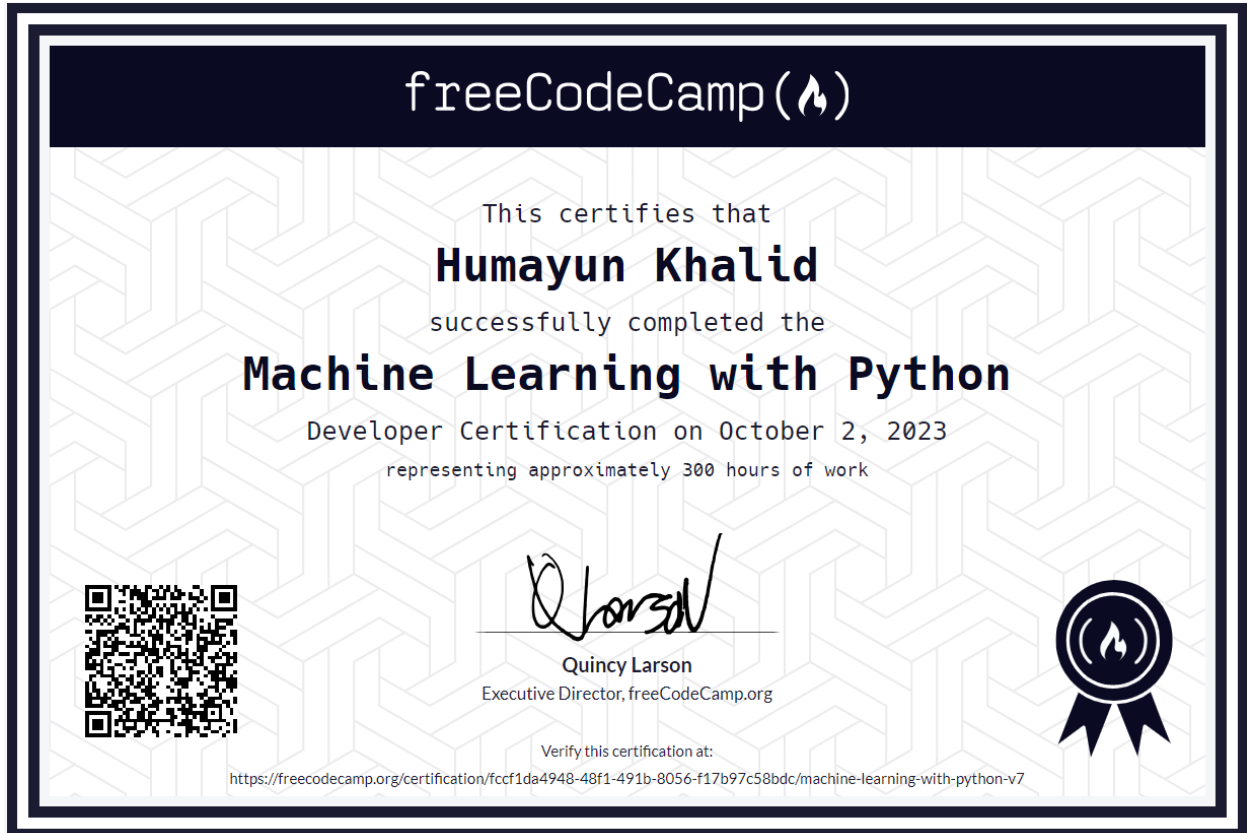 freeCodeCamp(🔥)
This certifies that
Humayun Khalid
successfully completed the
Machine Learning with Python
Developer Certification on October 2, 2023
representing approximately 300 hours of work
Q Larson
Quincy Larson
Executive Director, freeCodeCamp.org
Verify this certification at:
https://freecodecamp.org/certification/fccf1da4948-48f1-491b-8056-f17b97c58bdc/machine-learning-with-python-v7